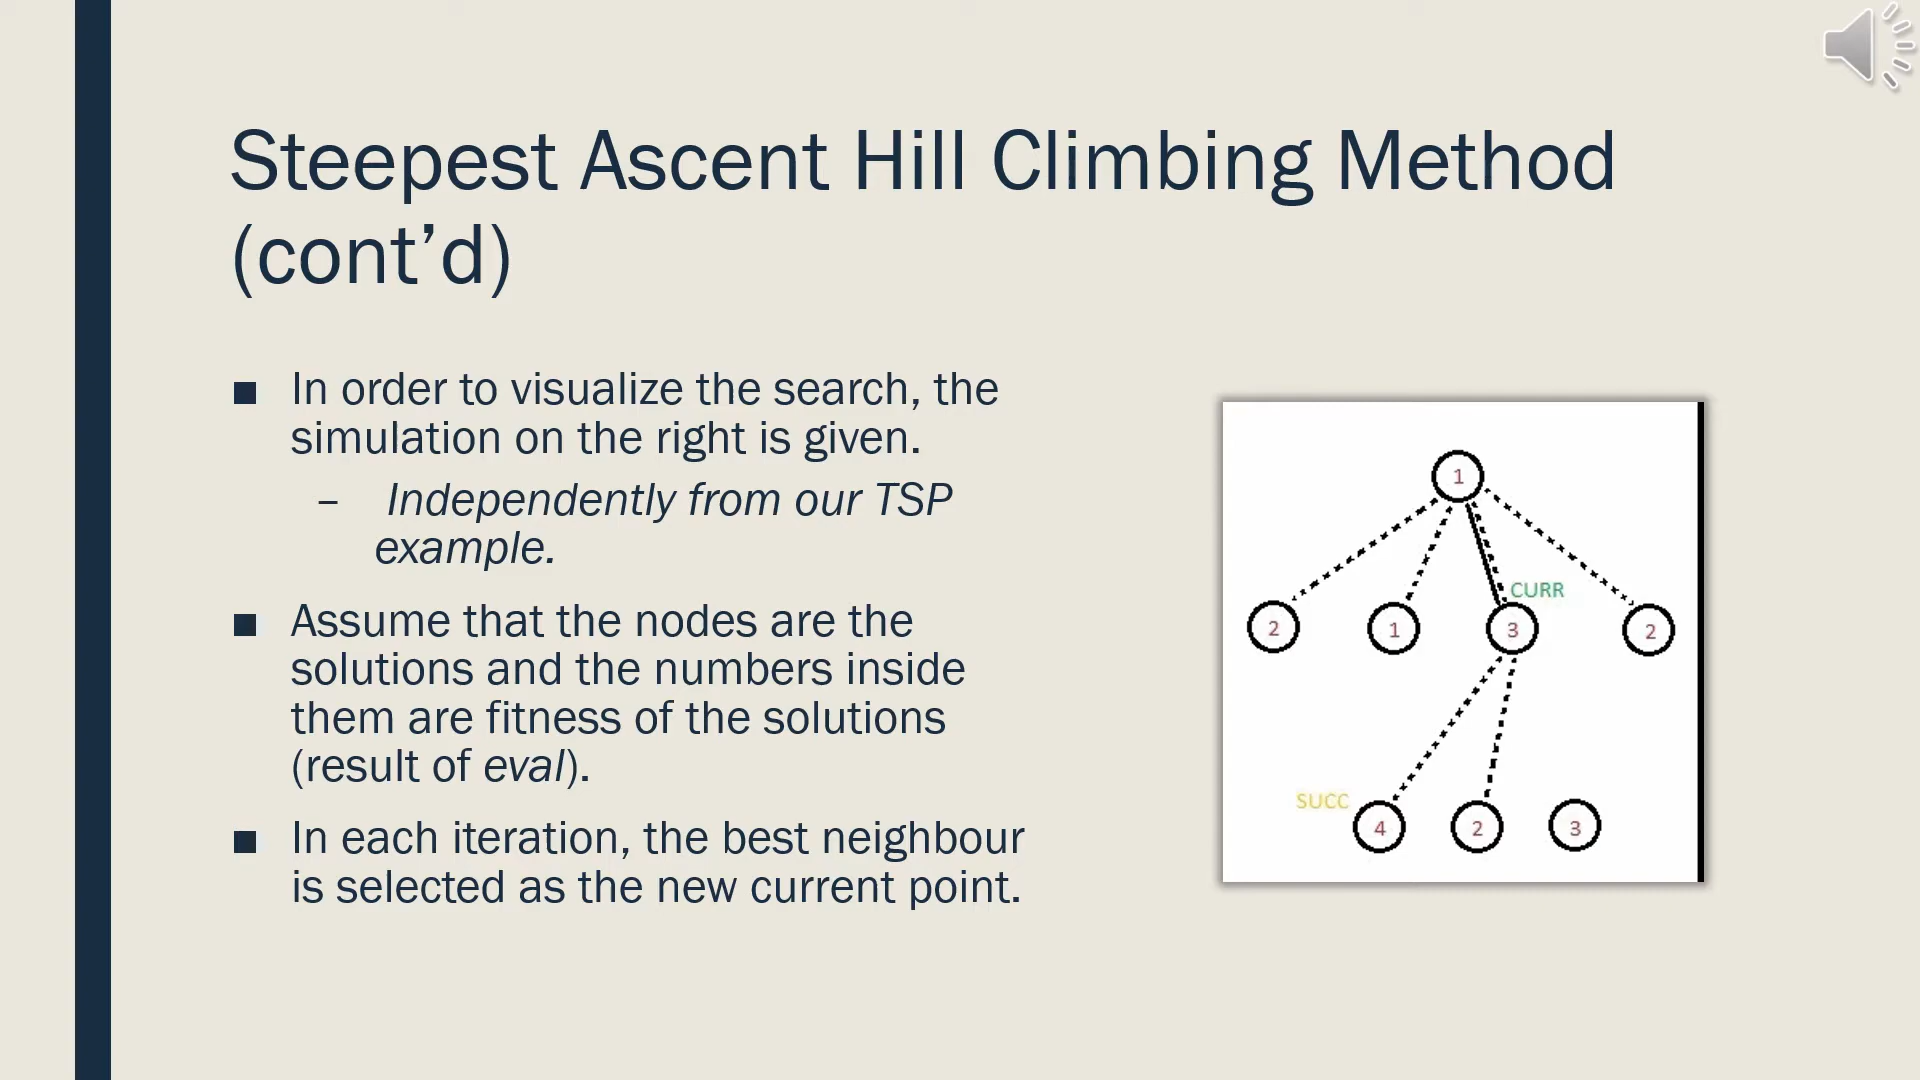 Steepest Ascent Hill Climbing Method
(cont’d)
■ In order to visualize the search, the
simulation on the right is given.
– Independently from our TSP
example.
■ Assume that the nodes are the
solutions and the numbers inside
them are fitness of the solutions
(result of eval).
■ In each iteration, the best neighbour
is selected as the new current point.
1
CURR
2 1 3 2
SUCC
4 2 3